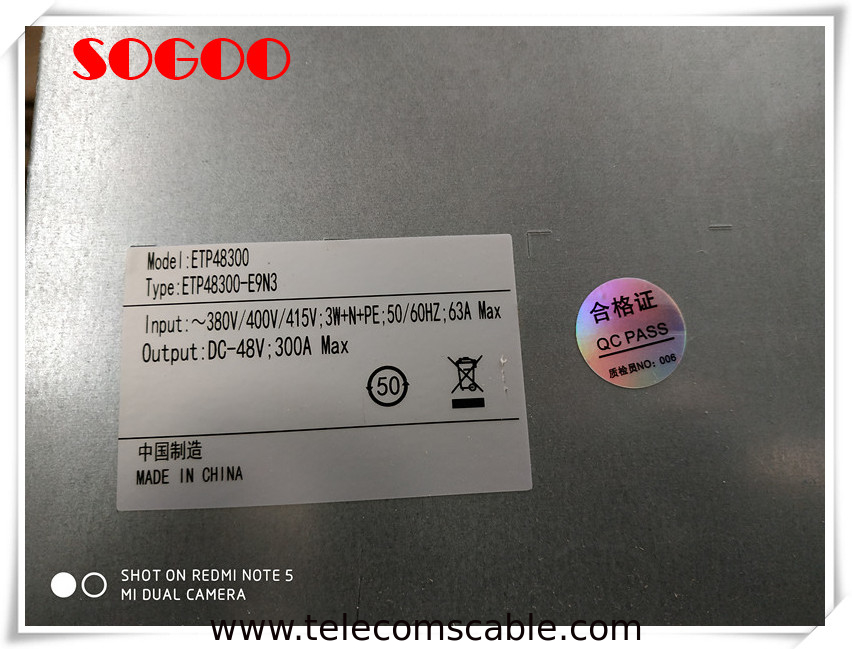 SOGOO
Model:ETP48300
Type:ETP48300-E9N3
Input:～380V/400V/415V;3W+N+PE;50/60HZ;63A Max
Output:DC-48V;300A Max
50
中国制造
MADE IN CHINA
合格证
QC PASS
质检员NO: 006
SHOT ON REDMI NOTE 5
MI DUAL CAMERA
www.telecomscable.com